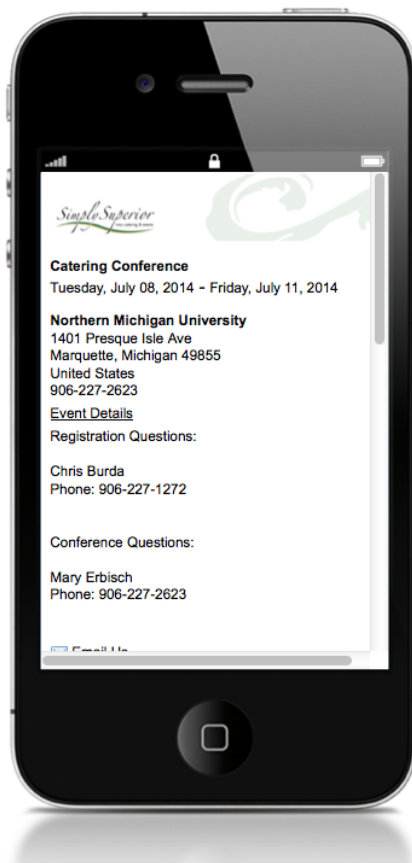 Simply Superior
Catering Conference
Tuesday, July 08, 2014 - Friday, July 11, 2014
Northern Michigan University
1401 Presque Isle Ave
Marquette, Michigan 49855
United States
906-227-2623
Event Details
Registration Questions:
Chris Burda
Phone: 906-227-1272
Conference Questions:
Mary Erbisch
Phone: 906-227-2623
Email Us